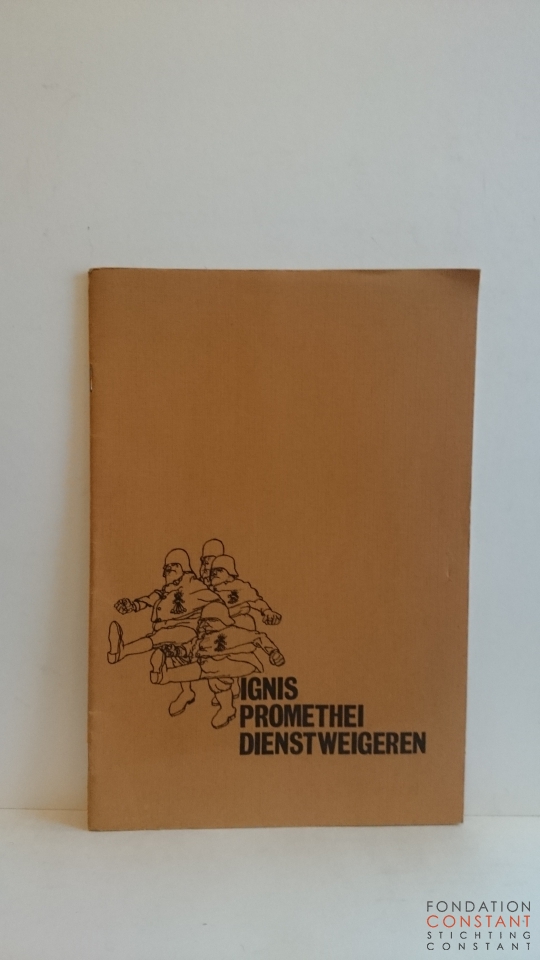 IGNIS
PROMETHEI
DIENSTWEIGEREN
FONDATION
CONSTANT
STICHTING
CONSTANT